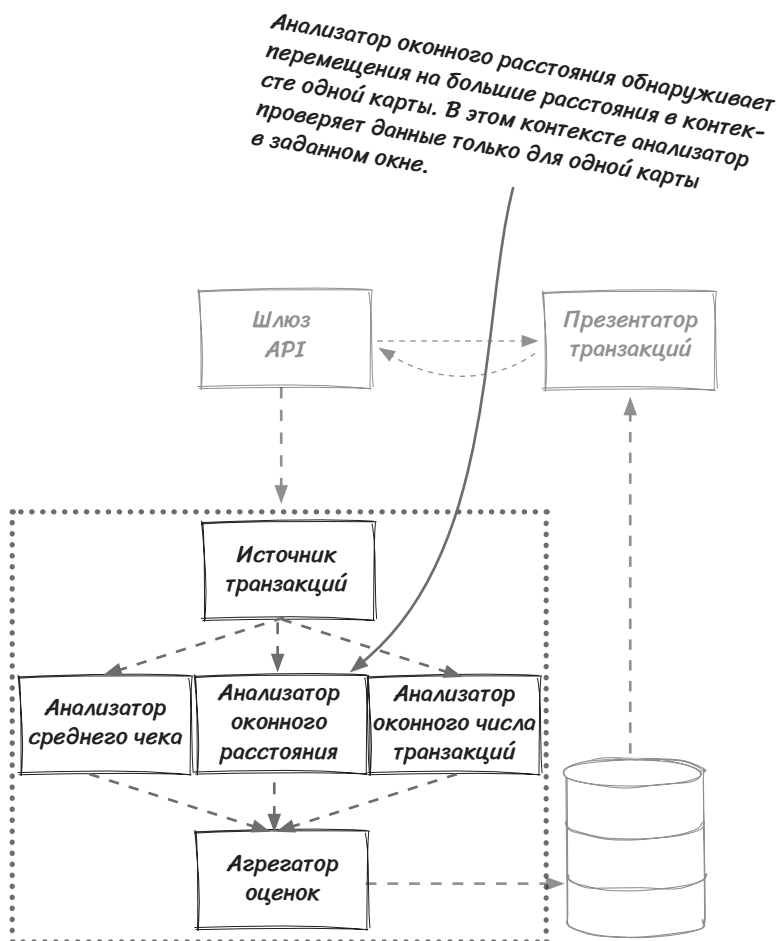 Анализатор оконного расстояния обнаруживает
перемещения на большие расстояния в контек-
сте одной карты. В этом контексте анализатор
проверяет данные только для одной карты
в заданном окне.
Шлюз
API
Презентатор
транзакций
Источник
транзакций
Анализатор
среднего чека
Анализатор
оконного
расстояния
Анализатор
оконного числа
транзакций
Агрегатор
оценок